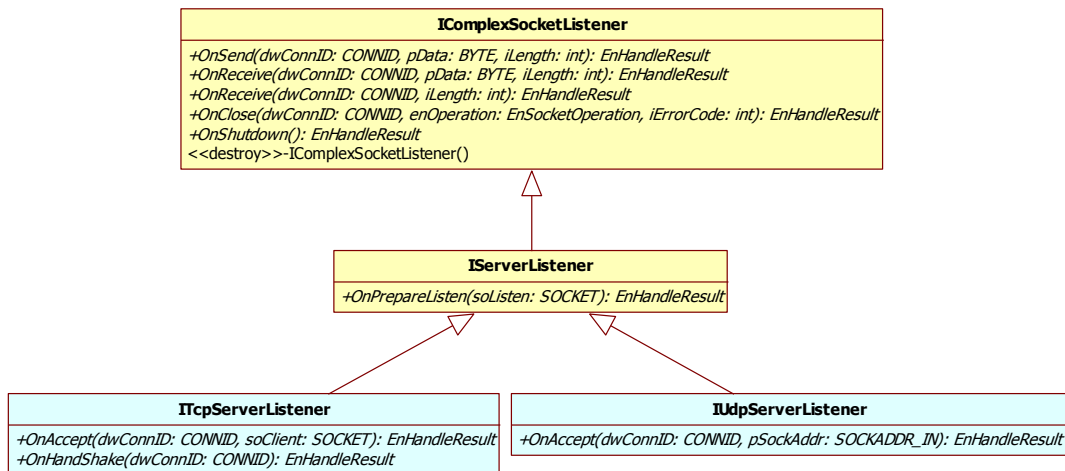 IComplexSocketListener
+OnSend(dwConnID: CONNID, pData: BYTE, iLength: int): EnHandleResult
+OnReceive(dwConnID: CONNID, pData: BYTE, iLength: int): EnHandleResult
+OnReceive(dwConnID: CONNID, iLength: int): EnHandleResult
+OnClose(dwConnID: CONNID, enOperation: EnSocketOperation, iErrorCode: int): EnHandleResult
+OnShutdown(): EnHandleResult
<<destroy>>-IComplexSocketListener()
IServerListener
+OnPrepareListen(soListen: SOCKET): EnHandleResult
ITcpServerListener
+OnAccept(dwConnID: CONNID, soClient: SOCKET): EnHandleResult
+OnHandShake(dwConnID: CONNID): EnHandleResult
IUdpServerListener
+OnAccept(dwConnID: CONNID, pSockAddr: SOCKADDR_IN): EnHandleResult